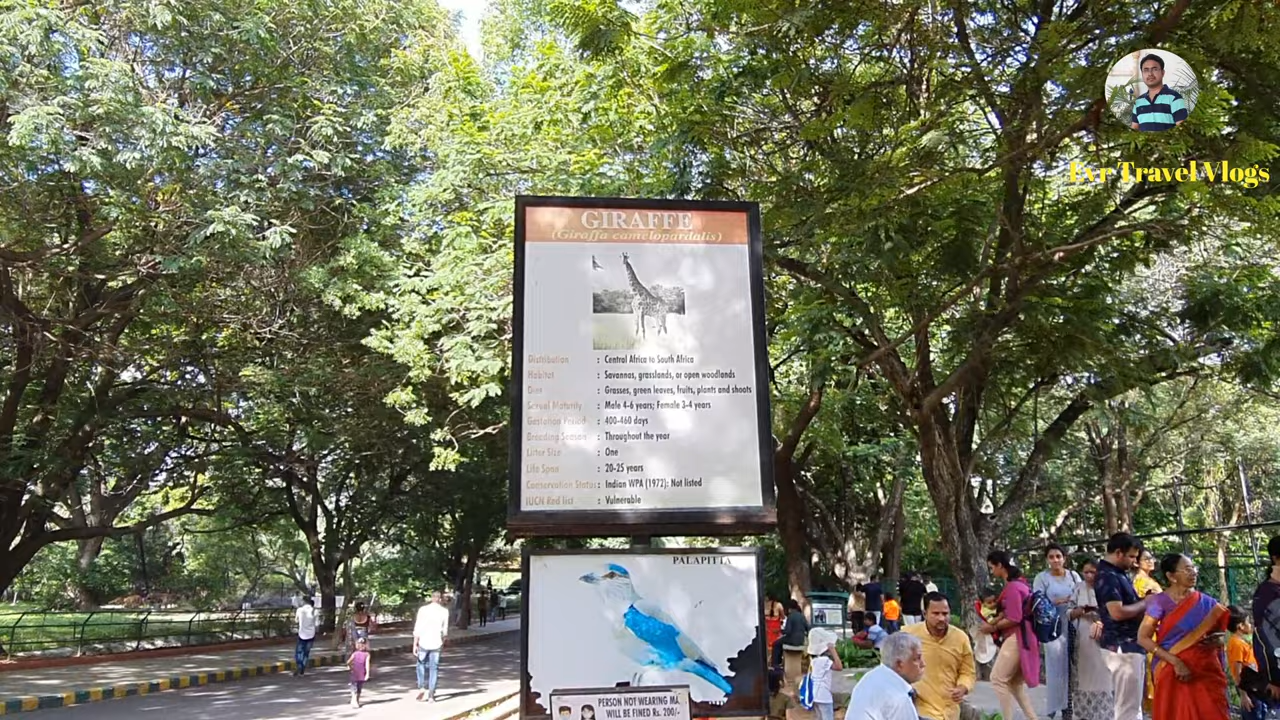 Evr Travel Vlogs
GIRAFFE
(Giraffa camelopardalis)
Distribution : Central Africa to South Africa
Habitat : Savannas, grasslands, or open woodlands
Diet : Grasses, green leaves, fruits, plants and shoots
Sexual Maturity : Male 4-6 years; Female 3-4 years
Gestation Period : 400-460 days
Breeding Season : Throughout the year
Litter Size : One
Life Span : 20-25 years
Conservation Status : Indian WPA (1972): Not listed
IUCN Red list : Vulnerable
PALAPITTA
PERSON NOT WEARING MA
WILL BE FINED Rs. 200/-